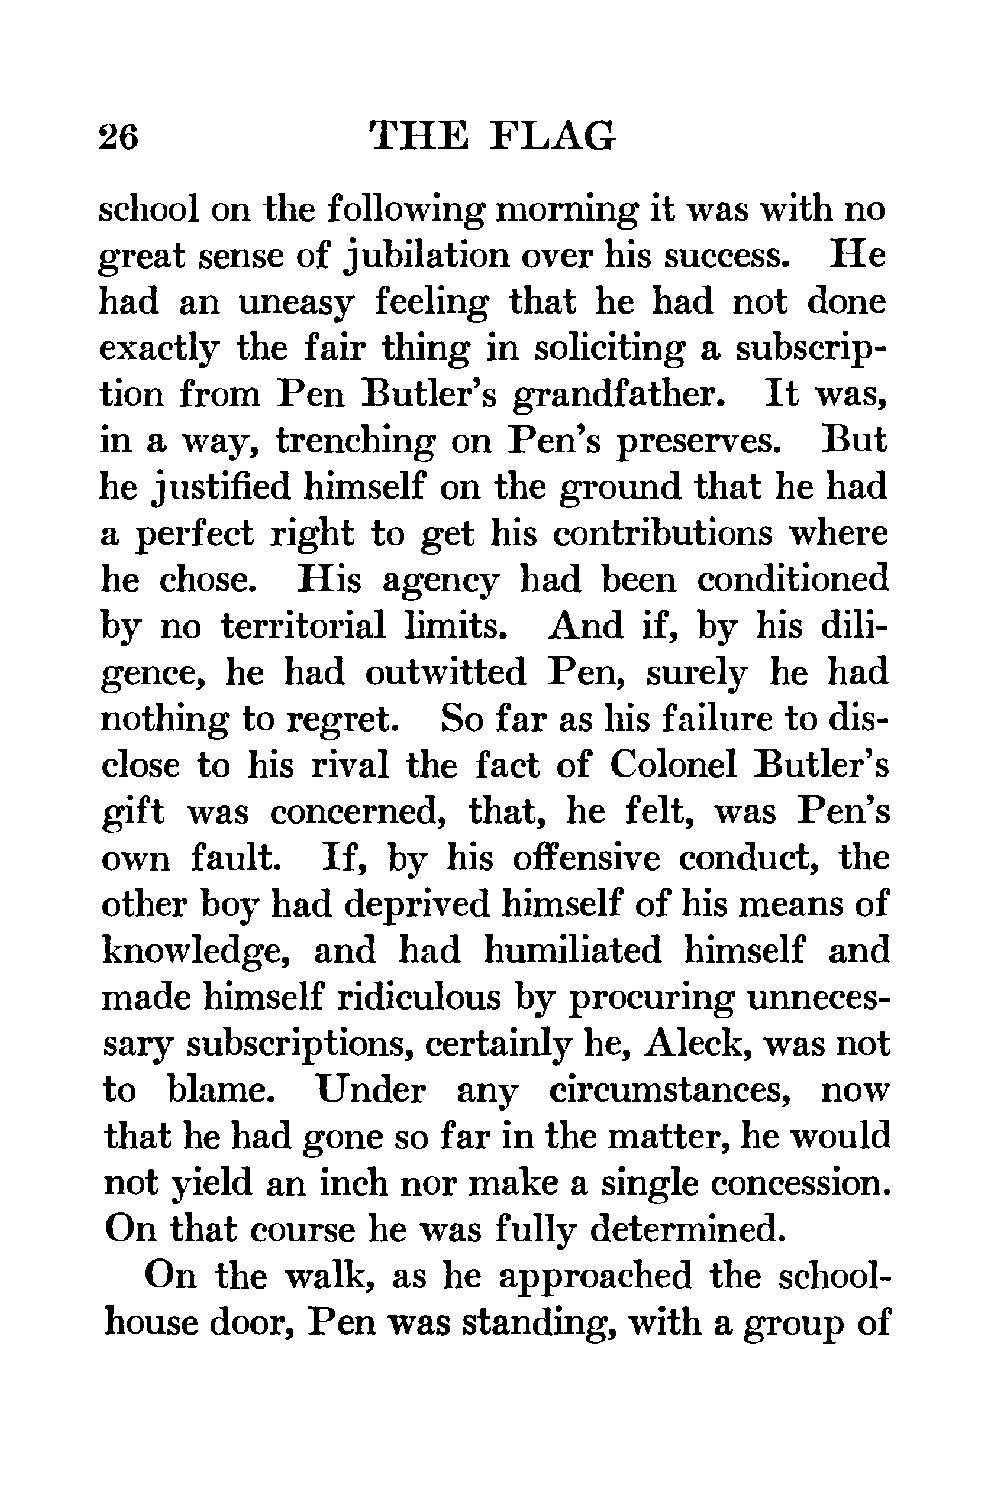 26 THE FLAG
school on the following morning it was with no
great sense of jubilation over his success. He
had an uneasy feeling that he had not done
exactly the fair thing in soliciting a subscrip-
tion from Pen Butler's grandfather. It was,
in a way, trenching on Pen's preserves. But
he justified himself on the ground that he had
a perfect right to get his contributions where
he chose. His agency had been conditioned
by no territorial limits. And if, by his dili-
gence, he had outwitted Pen, surely he had
nothing to regret. So far as his failure to dis-
close to his rival the fact of Colonel Butler's
gift was concerned, that, he felt, was Pen's
own fault. If, by his offensive conduct, the
other boy had deprived himself of his means of
knowledge, and had humiliated himself and
made himself ridiculous by procuring unneces-
sary subscriptions, certainly he, Aleck, was not
to blame. Under any circumstances, now
that he had gone so far in the matter, he would
not yield an inch nor make a single concession.
On that course he was fully determined.
On the walk, as he approached the school-
house door, Pen was standing, with a group of